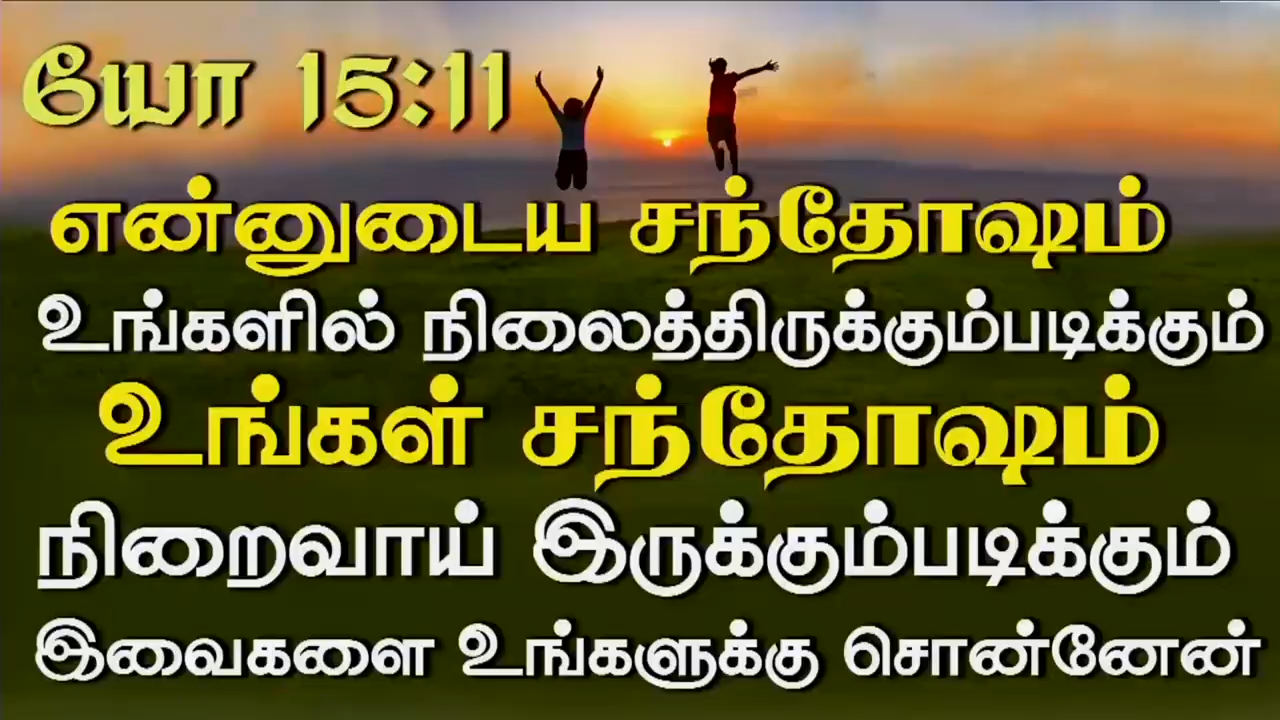 யோ 15:11
என்னுடைய சந்தோஷம்
உங்களில் நிலைத்திருக்கும்படிக்கும்
உங்கள் சந்தோஷம்
நிறைவாய் இருக்கும்படிக்கும்
இவைகளை உங்களுக்கு சொன்னேன்